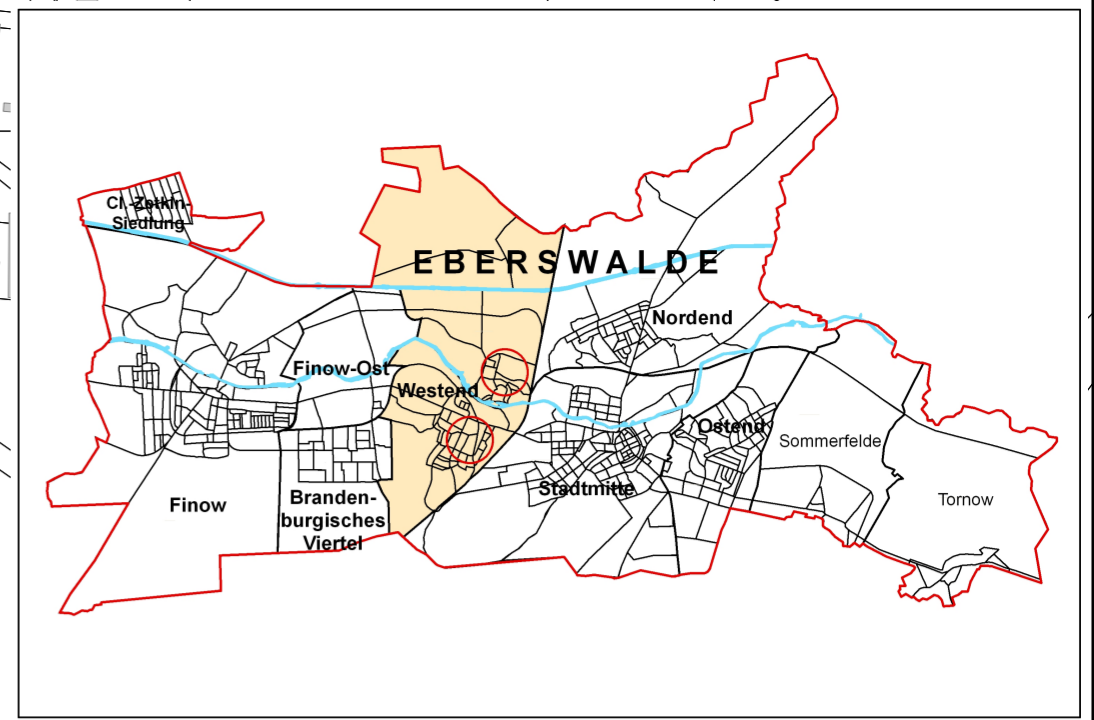 Cl.-Zetkin-
Siedlung
EBERSWALDE
Nordend
Finow-Ost
Westend
Ostend
Sommerfelde
Stadtmitte
Finow
Branden-
burgisches
Viertel
Tornow